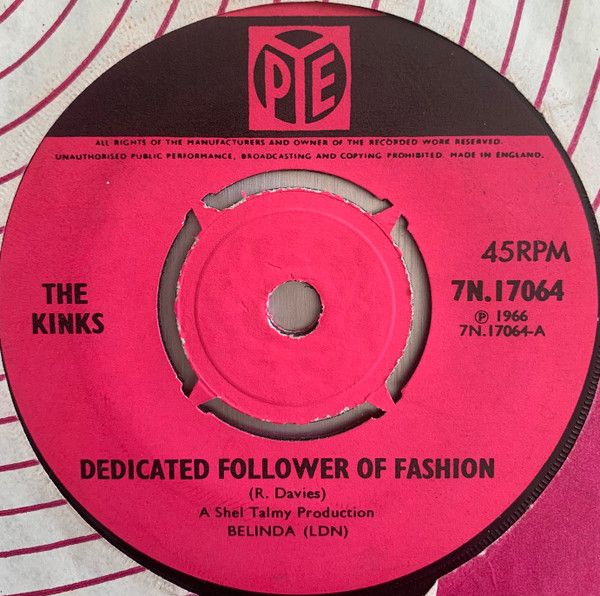 PYE
ALL RIGHTS OF THE MANUFACTURERS AND OWNER OF THE RECORDED WORK RESERVED.
UNAUTHORISED PUBLIC PERFORMANCE, BROADCASTING AND COPYING PROHIBITED. MADE IN ENGLAND.
THE
KINKS
45RPM
7N.17064
℗ 1966
7N.17064-A
DEDICATED FOLLOWER OF FASHION
(R. Davies)
A Shel Talmy Production
BELINDA (LDN)